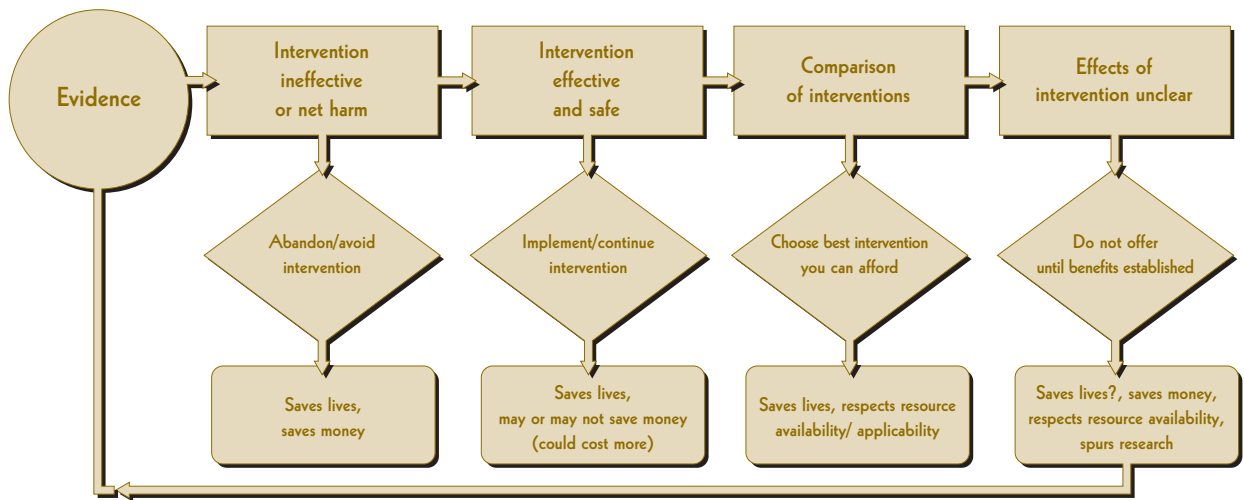 Evidence
Intervention
ineffective
or net harm
Intervention
effective
and safe
Comparison
of interventions
Effects of
intervention unclear
Abandon/avoid
intervention
Implement/continue
intervention
Choose best intervention
you can afford
Do not offer
until benefits established
Saves lives,
saves money
Saves lives,
may or may not save money
(could cost more)
Saves lives, respects resource
availability/ applicability
Saves lives?, saves money,
respects resource availability,
spurs research